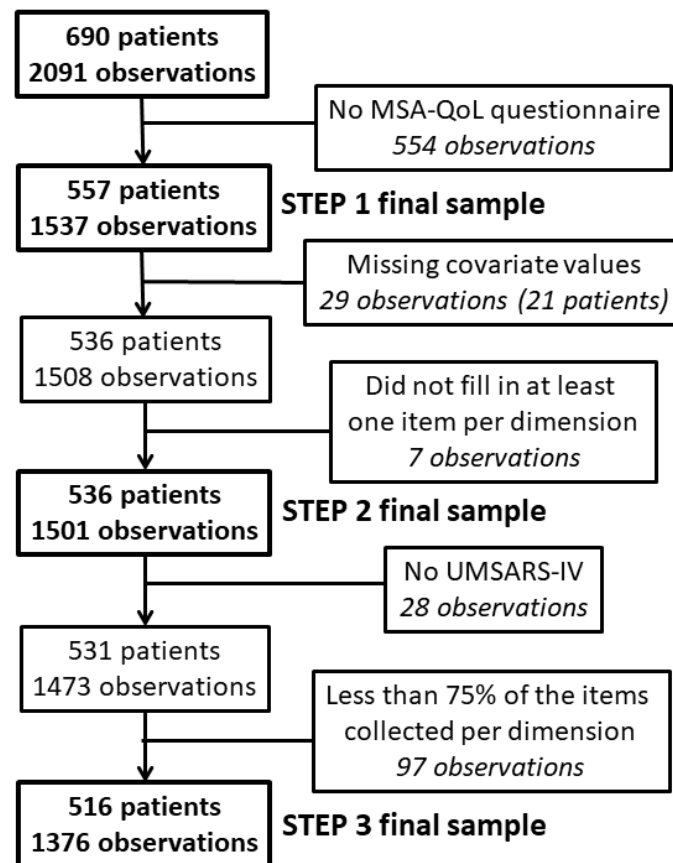 690 patients
2091 observations
No MSA-QoL questionnaire
554 observations
557 patients
1537 observations
STEP 1 final sample
Missing covariate values
29 observations (21 patients)
536 patients
1508 observations
Did not fill in at least
one item per dimension
7 observations
536 patients
1501 observations
STEP 2 final sample
No UMSARS-IV
28 observations
531 patients
1473 observations
Less than 75% of the items
collected per dimension
97 observations
516 patients
1376 observations
STEP 3 final sample